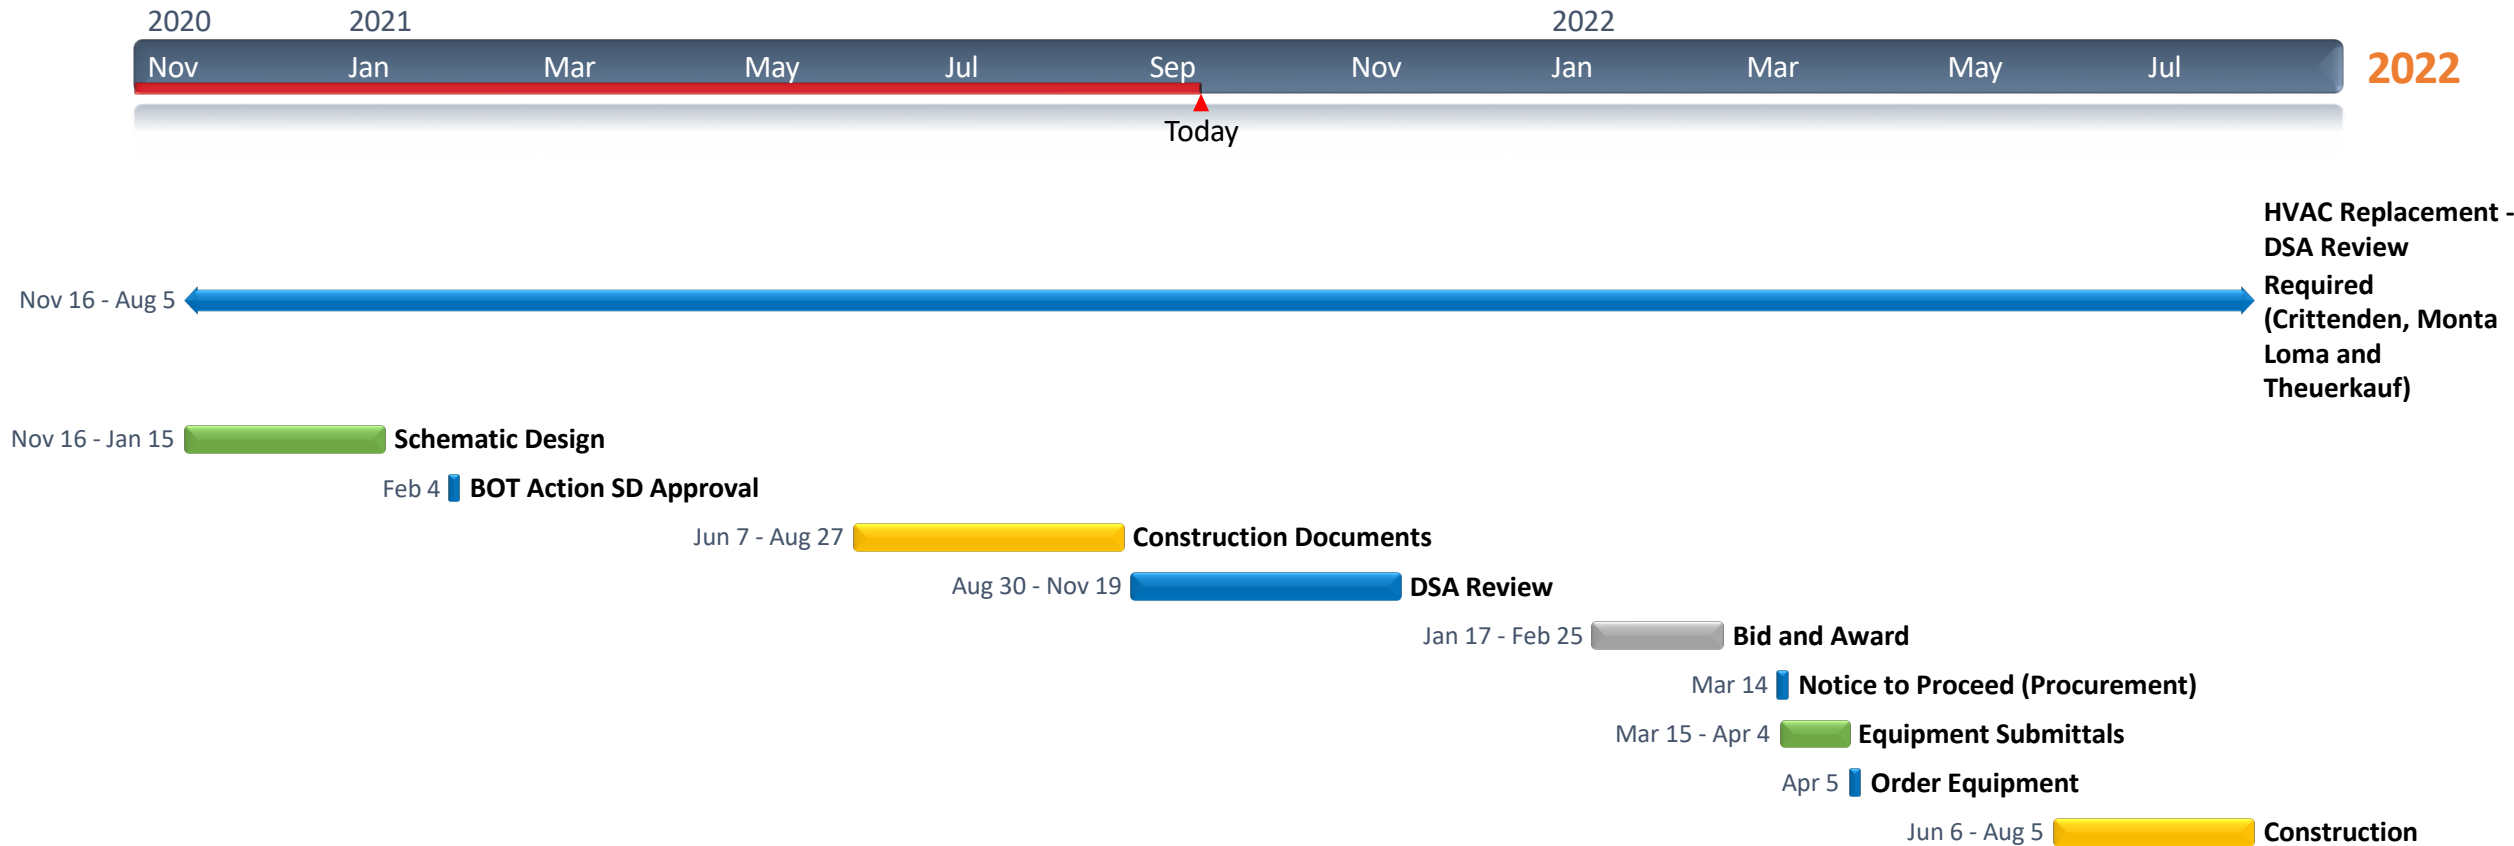 2020 2021 2022
Nov Jan Mar May Jul Sep Nov Jan Mar May Jul 2022
Today
HVAC Replacement -
DSA Review
Required
(Crittenden, Monta
Loma and
Theuerkauf)
Nov 16 - Aug 5
Nov 16 - Jan 15 Schematic Design
Feb 4 BOT Action SD Approval
Jun 7 - Aug 27 Construction Documents
Aug 30 - Nov 19 DSA Review
Jan 17 - Feb 25 Bid and Award
Mar 14 Notice to Proceed (Procurement)
Mar 15 - Apr 4 Equipment Submittals
Apr 5 Order Equipment
Jun 6 - Aug 5 Construction